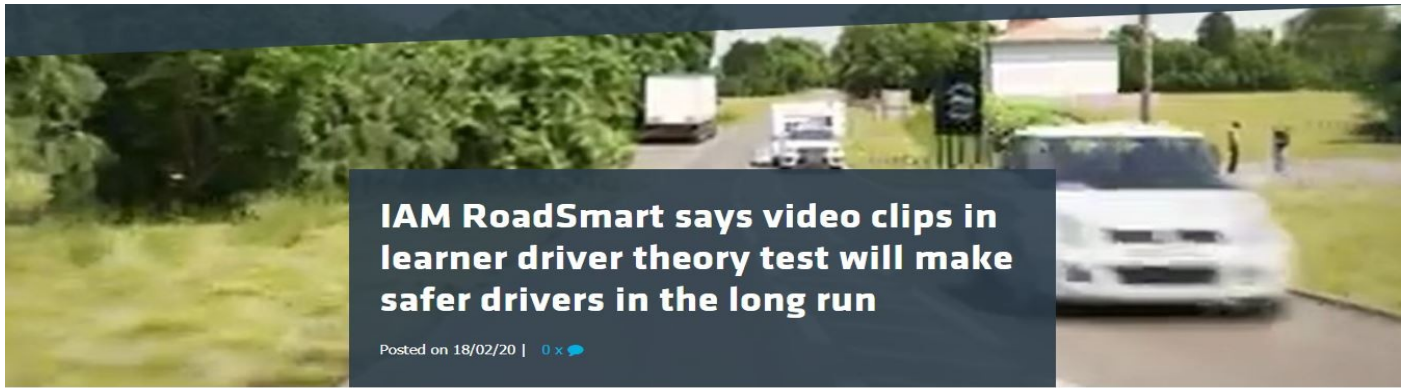 IAM RoadSmart says video clips in
learner driver theory test will make
safer drivers in the long run
Posted on 18/02/20 | 0 x